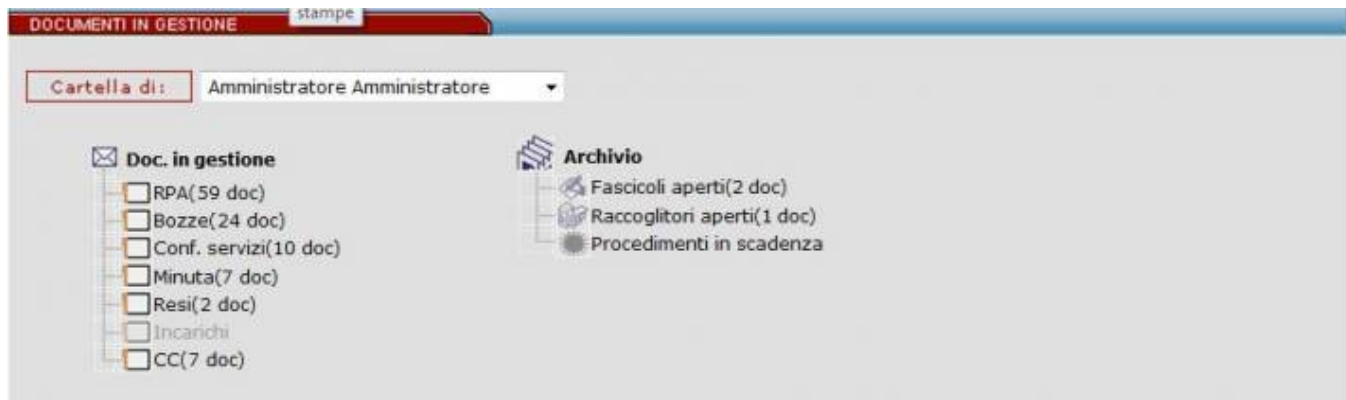 stampe
DOCUMENTI IN GESTIONE
Cartella di: Amministratore Amministratore
Doc. in gestione
RPA(59 doc)
Bozze(24 doc)
Conf. servizi(10 doc)
Minuta(7 doc)
Resi(2 doc)
Incarichi
CC(7 doc)
Archivio
Fascicoli aperti(2 doc)
Raccoglitori aperti(1 doc)
Procedimenti in scadenza